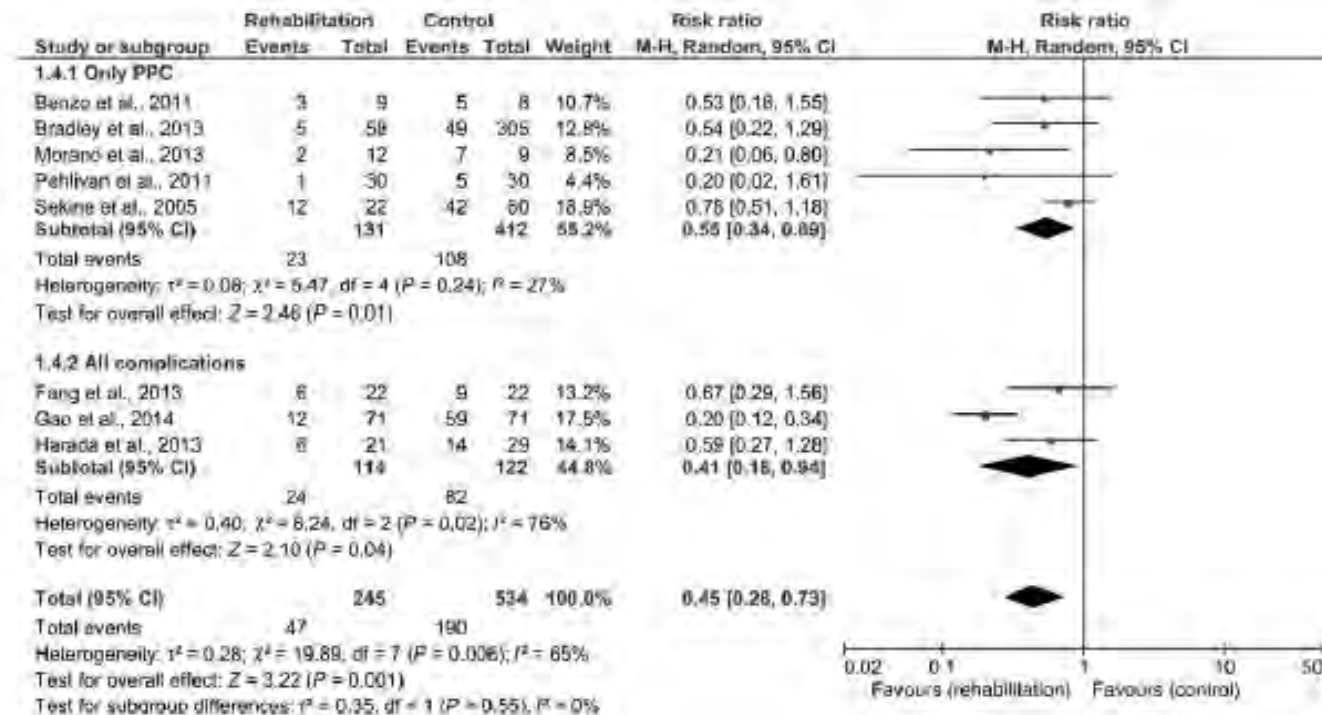 Rehabilitation Control Risk ratio Risk ratio
Study or subgroup Events Total Events Total Weight M-H, Random, 95% CI M-H, Random, 95% CI
1.4.1 Only PPC
Benzo et al., 2011 3 9 5 8 10.7% 0.53 [0.18, 1.55]
Bradley et al., 2013 5 58 49 305 12.8% 0.54 [0.22, 1.29]
Morano et al., 2013 2 12 7 9 8.5% 0.21 [0.06, 0.80]
Pehlivan et al., 2011 1 30 5 30 4.4% 0.20 [0.02, 1.61]
Sekine et al., 2005 12 22 42 60 18.9% 0.78 [0.51, 1.18]
Subtotal (95% CI) 131 412 55.2% 0.55 [0.34, 0.89]
Total events 23 108
Heterogeneity: τ² = 0.08; χ² = 5.47, df = 4 (P = 0.24); I² = 27%
Test for overall effect: Z = 2.46 (P = 0.01)
1.4.2 All complications
Fang et al., 2013 6 22 9 22 13.2% 0.67 [0.29, 1.56]
Gao et al., 2014 12 71 59 71 17.5% 0.20 [0.12, 0.34]
Harada et al., 2013 6 21 14 29 14.1% 0.59 [0.27, 1.28]
Subtotal (95% CI) 114 122 44.8% 0.41 [0.18, 0.94]
Total events 24 82
Heterogeneity: τ² = 0.40; χ² = 8.24, df = 2 (P = 0.02); I² = 76%
Test for overall effect: Z = 2.10 (P = 0.04)
Total (95% CI) 245 534 100.0% 0.45 [0.28, 0.73]
Total events 47 190
Heterogeneity: τ² = 0.28; χ² = 19.89, df = 7 (P = 0.006); I² = 65%
Test for overall effect: Z = 3.22 (P = 0.001)
Test for subgroup differences: τ² = 0.35, df = 1 (P = 0.55), I² = 0%
0.02 0.1 1 10 50
Favours (rehabilitation) Favours (control)